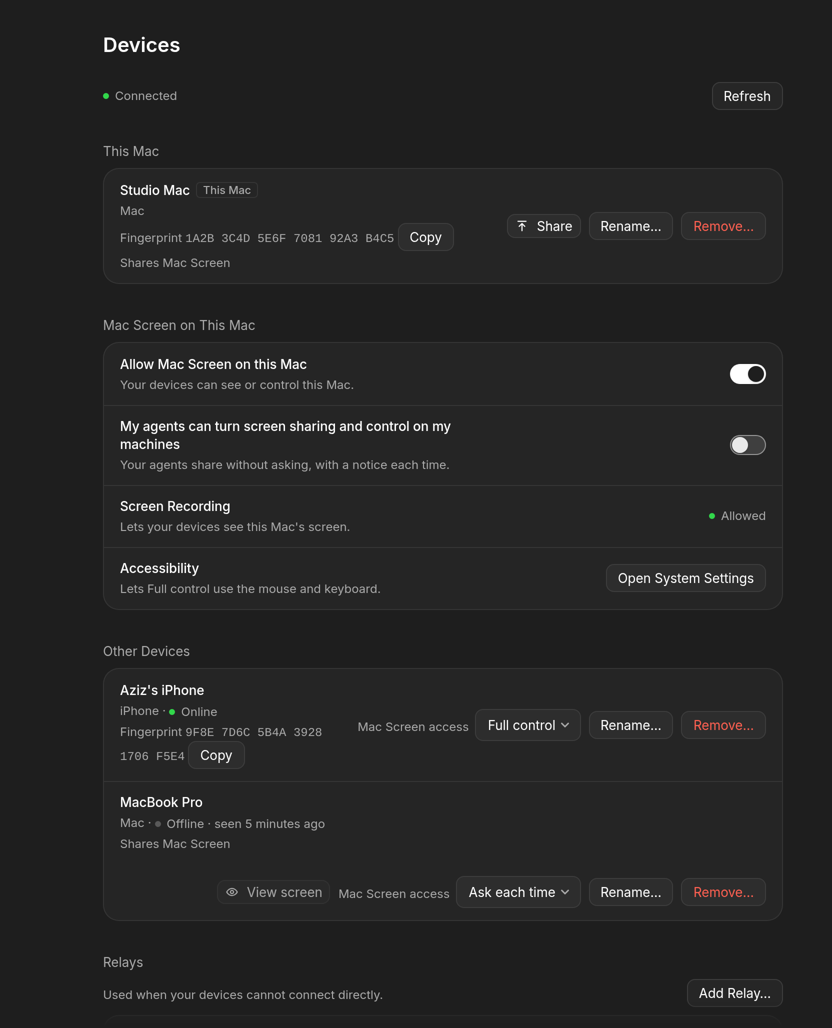 Devices
Connected
Refresh
This Mac
Studio Mac This Mac
Mac
Fingerprint 1A2B 3C4D 5E6F 7081 92A3 B4C5 Copy
Shares Mac Screen
Share Rename... Remove...
Mac Screen on This Mac
Allow Mac Screen on this Mac
Your devices can see or control this Mac.
My agents can turn screen sharing and control on my
machines
Your agents share without asking, with a notice each time.
Screen Recording
Lets your devices see this Mac's screen.
Allowed
Accessibility
Lets Full control use the mouse and keyboard.
Open System Settings
Other Devices
Aziz's iPhone
iPhone · Online
Fingerprint 9F8E 7D6C 5B4A 3928
1706 F5E4 Copy
Mac Screen access Full control Rename... Remove...
MacBook Pro
Mac · Offline · seen 5 minutes ago
Shares Mac Screen
View screen Mac Screen access Ask each time Rename... Remove...
Relays
Used when your devices cannot connect directly.
Add Relay...